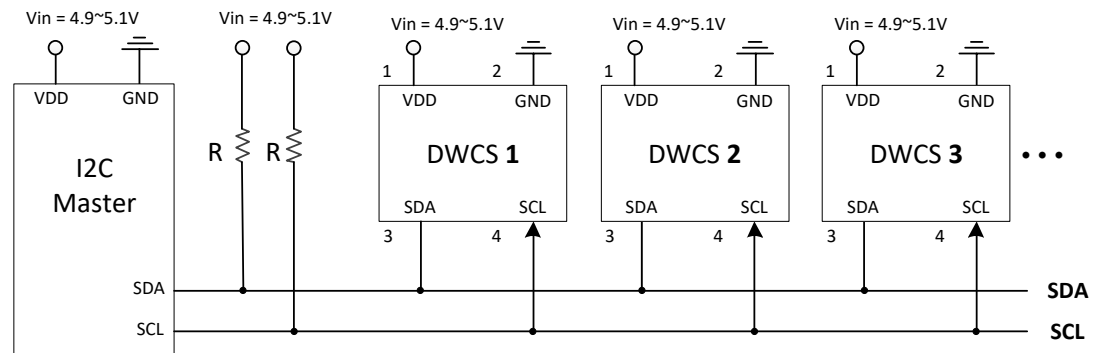 Vin = 4.9~5.1V
Vin = 4.9~5.1V
Vin = 4.9~5.1V
Vin = 4.9~5.1V
Vin = 4.9~5.1V
1 2 1 2 1 2
VDD GND VDD GND VDD GND VDD GND
R R
I2C
Master
DWCS 1
DWCS 2
DWCS 3
...
SDA SCL SDA SCL SDA SCL
3 4 3 4 3 4
SDA SDA
SCL SCL